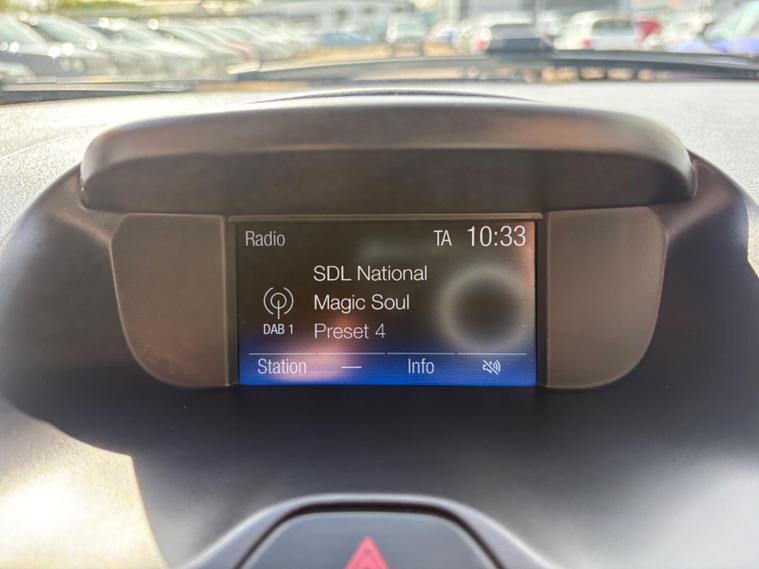 Radio TA 10:33
SDL National
Magic Soul
DAB 1
Preset 4
Station — Info